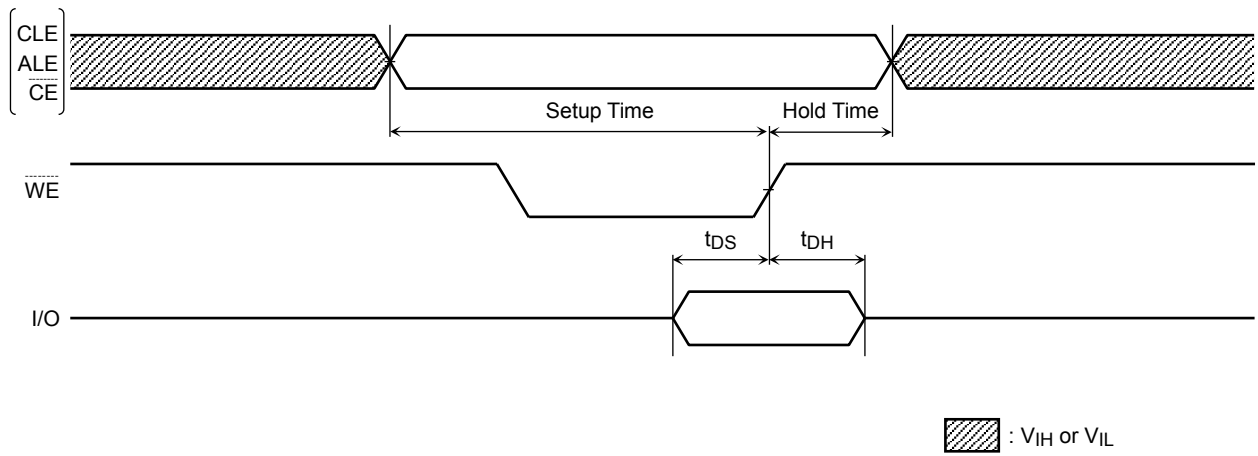 CLE
ALE
CE
Setup Time
Hold Time
WE
tDS
tDH
I/O
: VIH or VIL